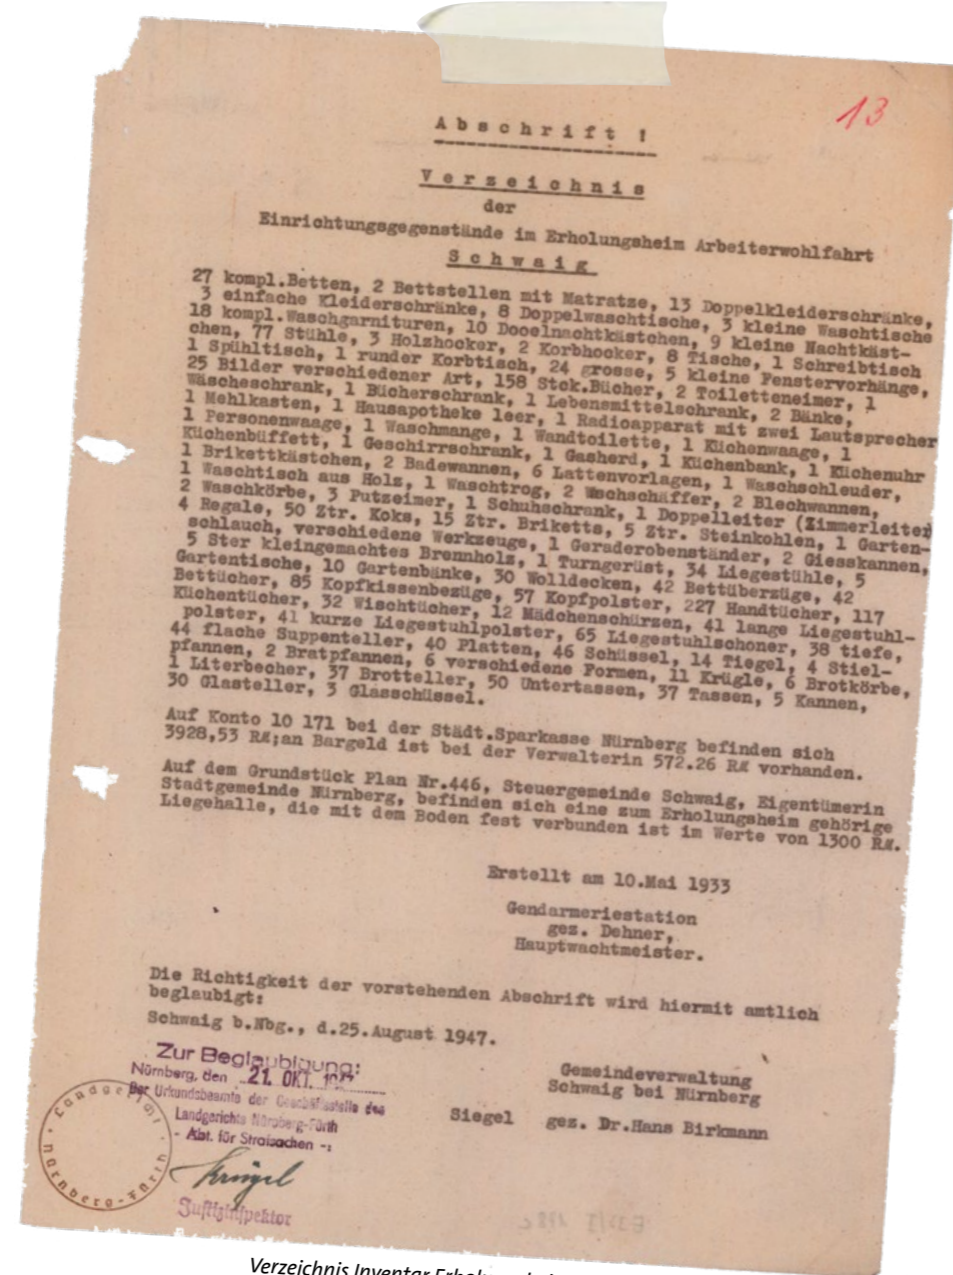 13
Abschrift !
Verzeichnis
der
Einrichtungsgegenstände im Erholungsheim Arbeiterwohlfahrt
Schwaig
27 kompl.Betten, 2 Bettstellen mit Matratze, 13 Doppelkleiderschränke,
3 einfache Kleiderschränke, 8 Doppelwaschtische, 3 kleine Waschtische
18 kompl.Waschgarnituren, 10 Dooelnachtkästchen, 9 kleine Nachtkäst-
chen, 77 Stühle, 3 Holzhocker, 2 Korbhocker, 8 Tische, 1 Schreibtisch
1 Spühltisch, 1 runder Korbtisch, 24 grosse, 5 kleine Fenstervorhänge,
25 Bilder verschiedener Art, 158 Stck.Bücher, 2 Toiletteneimer, 1
Wäscheschrank, 1 Bücherschrank, 1 Lebensmittelschrank, 2 Bänke,
1 Mehlkasten, 1 Hausapotheke leer, 1 Radioapparat mit zwei Lautsprecher
1 Personenwaage, 1 Waschmange, 1 Wandtoilette, 1 Küchenwaage, 1
Küchenbüffett, 1 Geschirrschrank, 1 Gasherd, 1 Küchenbank, 1 Küchenuhr
1 Brikettkästchen, 2 Badewannen, 6 Lattenvorlagen, 1 Waschschleuder,
1 Waschtisch aus Holz, 1 Waschtrog, 2 Wschschäffer, 2 Blechwannen,
2 Waschkörbe, 3 Putzeimer, 1 Schuhschrank, 1 Doppelleiter (Zimmerleiter)
4 Regale, 50 Ztr. Koks, 15 Ztr. Briketts, 5 Ztr. Steinkohlen, 1 Garten-
schlauch, verschiedene Werkzeuge, 1 Geraderobenständer, 2 Giesskannen,
5 Ster kleingemachtes Brennholz, 1 Turngerüst, 34 Liegestühle, 5
Gartentische, 10 Gartenbänke, 30 Wolldecken, 42 Bettüberzüge, 42
Bettücher, 85 Kopfkissenbezüge, 57 Kopfpolster, 227 Handtücher, 117
Küchentücher, 32 Wischtücher, 12 Mädchenschürzen, 41 lange Liegestuhl-
polster, 41 kurze Liegestuhlpolster, 65 Liegestuhlschoner, 38 tiefe,
44 flache Suppenteller, 40 Platten, 46 Schüssel, 14 Tiegel, 4 Stiel-
pfannen, 2 Bratpfannen, 6 verschiedene Formen, 11 Krügle, 6 Brotkörbe,
1 Literbecher, 37 Brotteller, 50 Untertassen, 37 Tassen, 5 Kannen,
30 Glasteller, 3 Glasschüssel.
Auf Konto 10 171 bei der Städt.Sparkasse Nürnberg befinden sich
3928,53 RM;an Bargeld ist bei der Verwalterin 572.26 RM vorhanden.
Auf dem Grundstück Plan Nr.446, Steuergemeinde Schwaig, Eigentümerin
Stadtgemeinde Nürnberg, befinden sich eine zum Erholungsheim gehörige
Liegehalle, die mit dem Boden fest verbunden ist im Werte von 1300 RM.
Erstellt am 10.Mai 1933
Gendarmeriestation
gez. Dehner,
Hauptwachtmeister.
Die Richtigkeit der vorstehenden Abschrift wird hiermit amtlich
beglaubigt:
Schwaig b.Nbg., d.25.August 1947.
Gemeindeverwaltung
Schwaig bei Nürnberg
Siegel gez. Dr.Hans Birkmann
Zur Beglaubigung:
Nürnberg, den 21. OKT. 1947
Der Urkundsbeamte der Geschäftsstelle des
Landgerichts Nürnberg-Fürth
- Abt. für Strafsachen -:
Krügel
Justizinspektor
Landgericht Nürnberg-Fürth
Verzeichnis Inventar